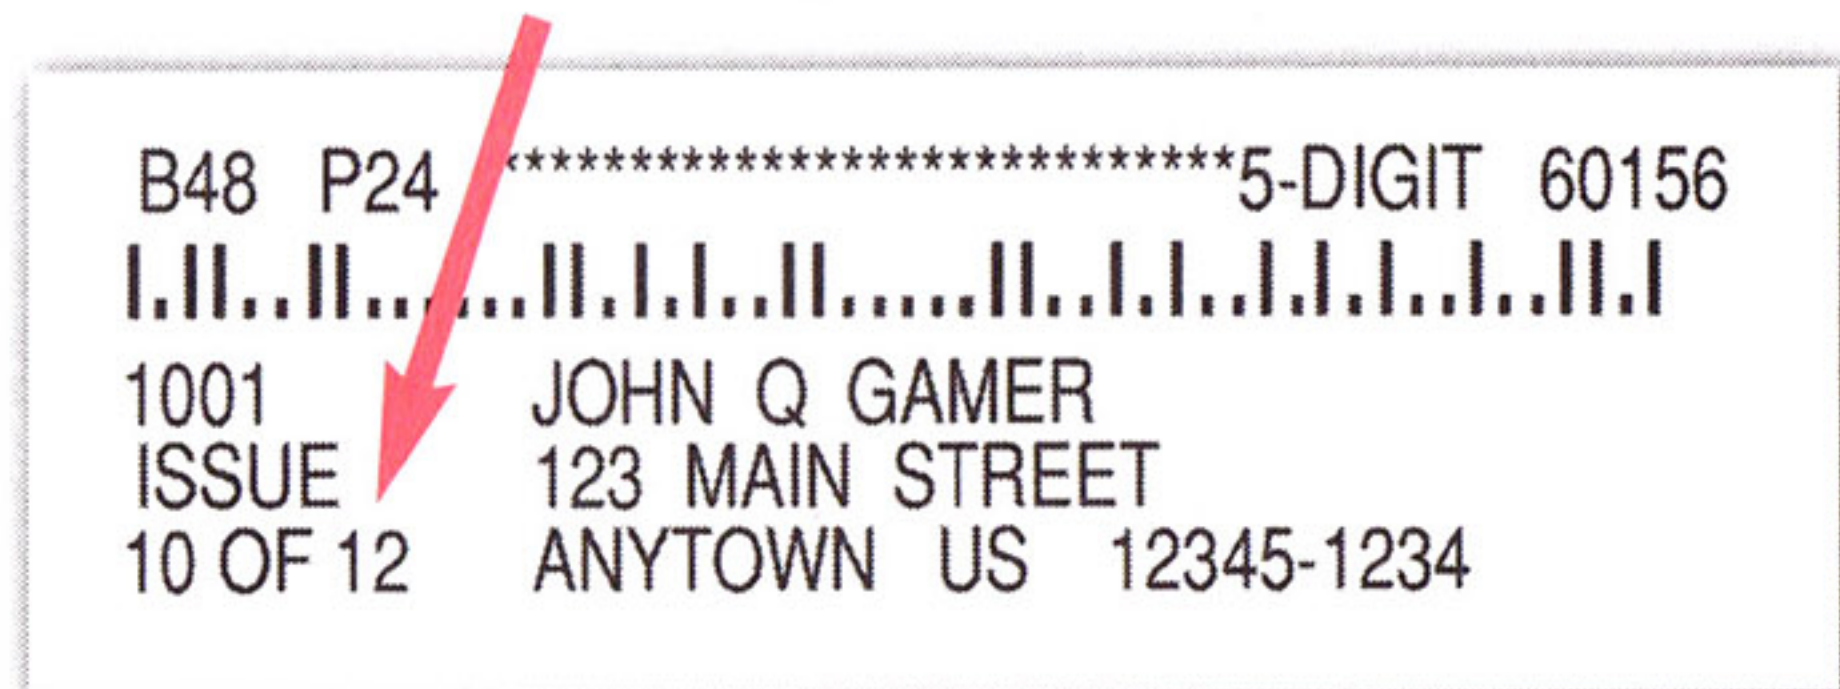 B48 P24 ****************************5-DIGIT 60156
1001 JOHN Q GAMER
ISSUE 123 MAIN STREET
10 OF 12 ANYTOWN US 12345-1234